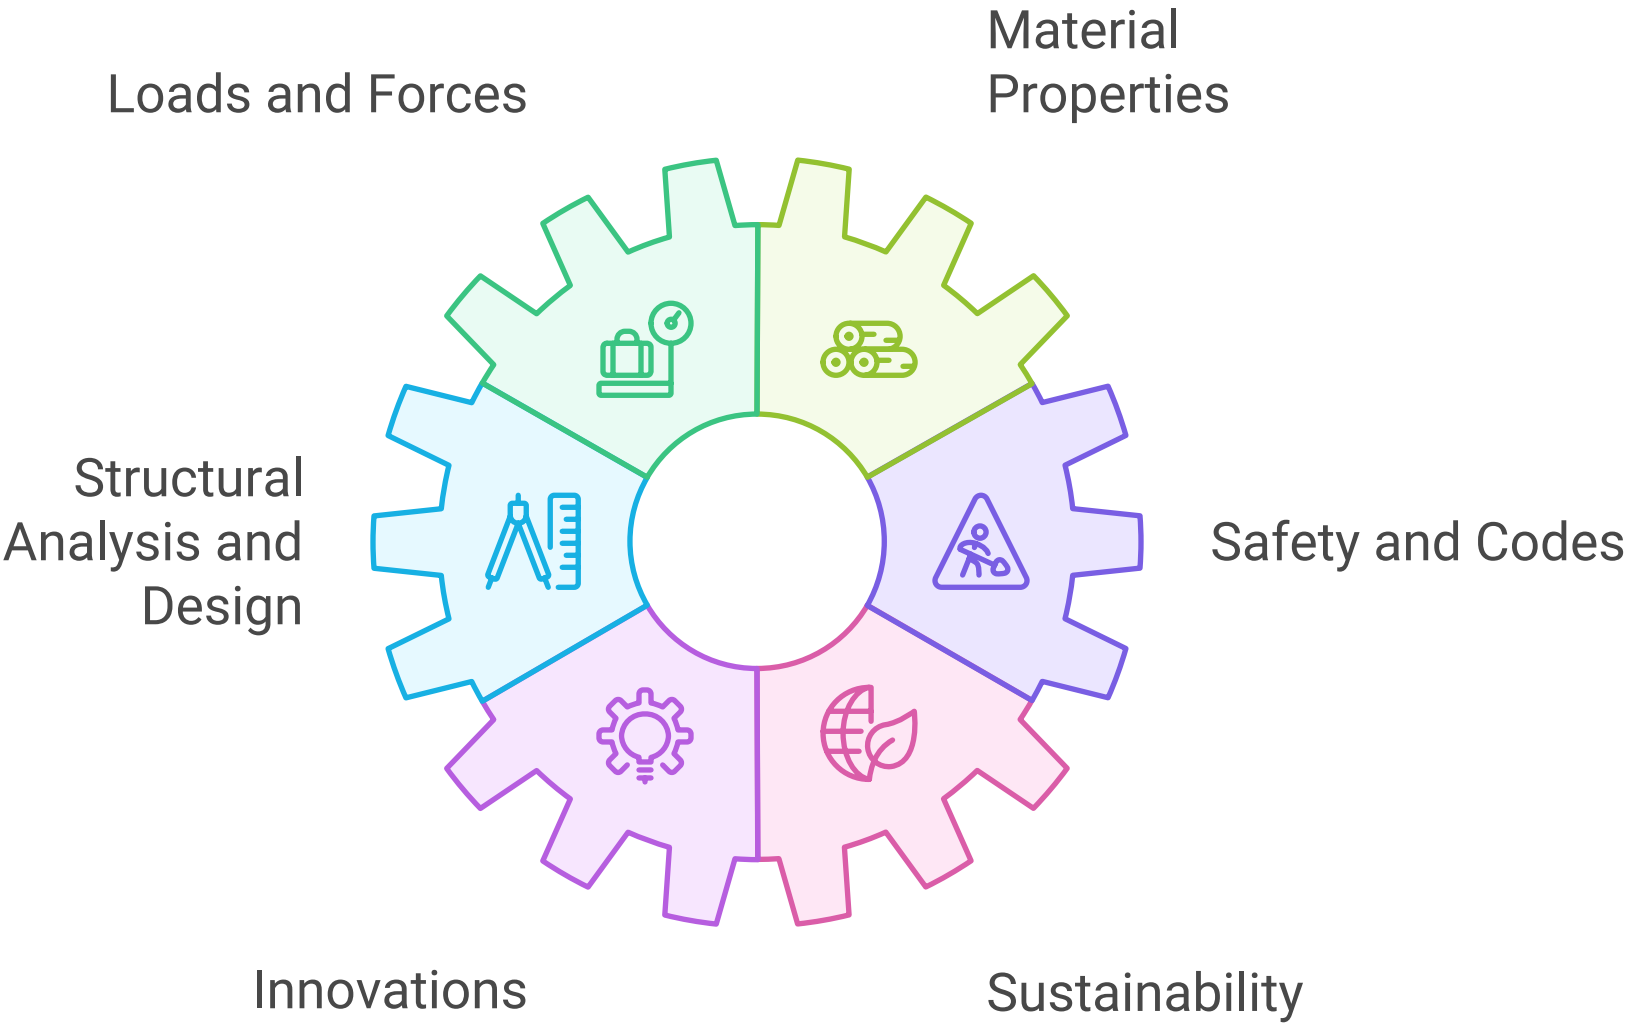 Material
Properties
Loads and Forces
Structural
Analysis and
Design
Safety and Codes
Innovations
Sustainability